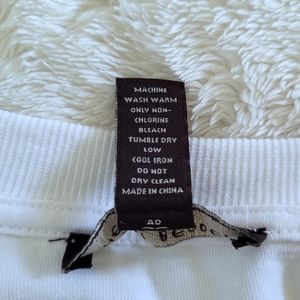 MACHINE
WASH WARM
ONLY NON-
CHLORINE
BLEACH
TUMBLE DRY
LOW
COOL IRON
DO NOT
DRY CLEAN
MADE IN CHINA
AD